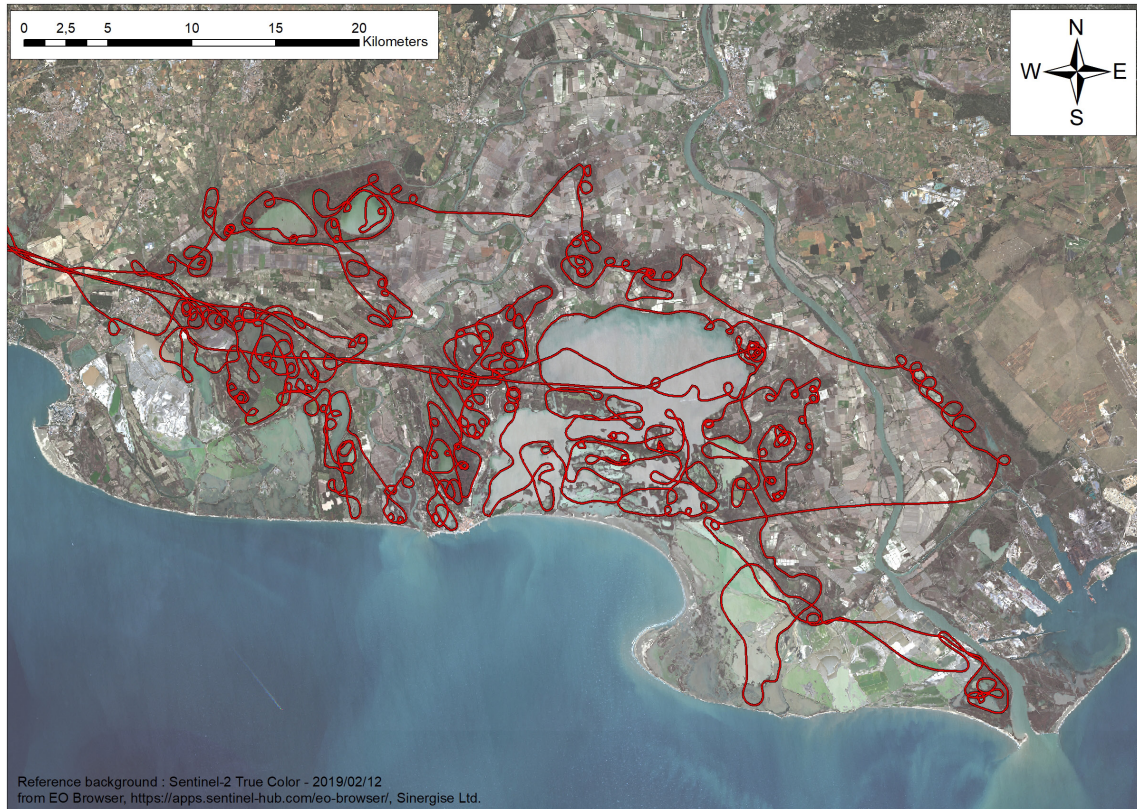 0 2,5 5 10 15 20
Kilometers
N
W E
S
Reference background : Sentinel-2 True Color - 2019/02/12
from EO Browser, https://apps.sentinel-hub.com/eo-browser/, Sinergise Ltd.